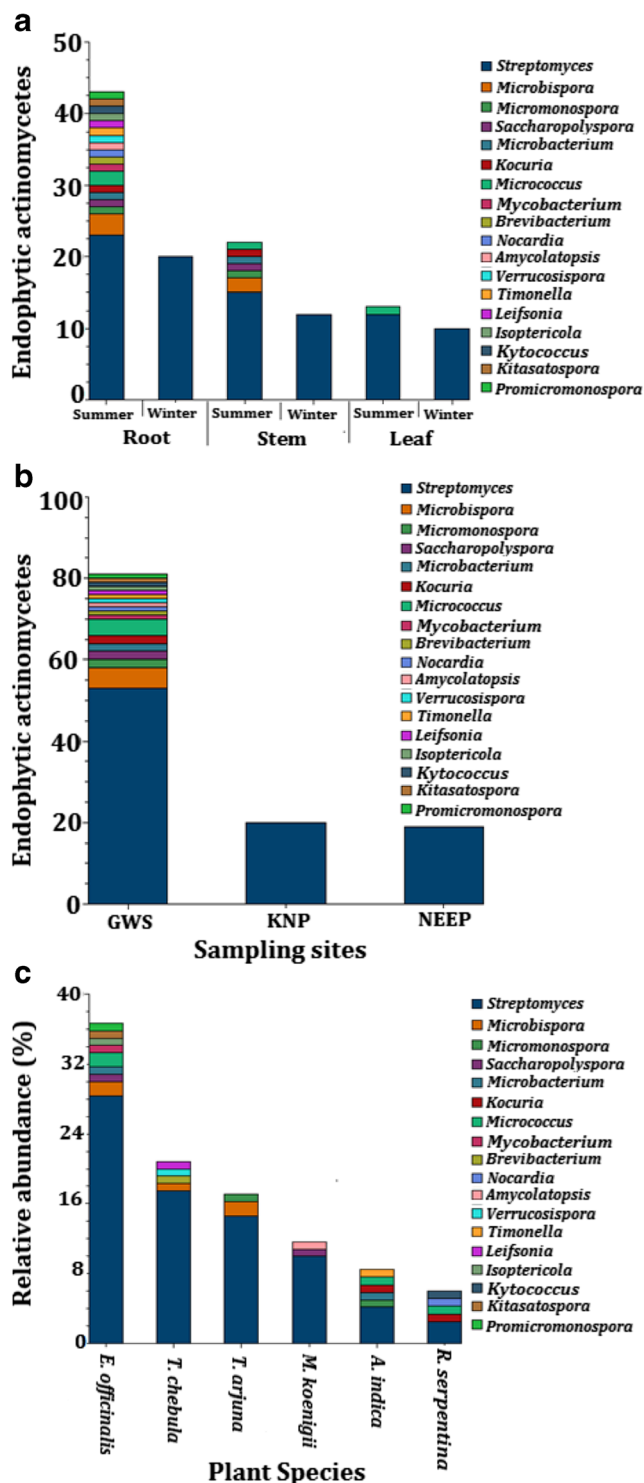 a
50
40
30
20
10
0
Endophytic actinomycetes
Summer Winter Summer Winter Summer Winter
Root Stem Leaf
Streptomyces
Microbispora
Micromonospora
Saccharopolyspora
Microbacterium
Kocuria
Micrococcus
Mycobacterium
Brevibacterium
Nocardia
Amycolatopsis
Verrucosispora
Timonella
Leifsonia
Isoptericola
Kytococcus
Kitasatospora
Promicromonospora
b
100
80
60
40
20
0
Endophytic actinomycetes
GWS KNP NEEP
Sampling sites
Streptomyces
Microbispora
Micromonospora
Saccharopolyspora
Microbacterium
Kocuria
Micrococcus
Mycobacterium
Brevibacterium
Nocardia
Amycolatopsis
Verrucosispora
Timonella
Leifsonia
Isoptericola
Kytococcus
Kitasatospora
Promicromonospora
c
40
32
24
16
8
0
Relative abundance (%)
E. officinalis
T. chebula
T. arjuna
M. koenigii
A. indica
R. serpentina
Plant Species
Streptomyces
Microbispora
Micromonospora
Saccharopolyspora
Microbacterium
Kocuria
Micrococcus
Mycobacterium
Brevibacterium
Nocardia
Amycolatopsis
Verrucosispora
Timonella
Leifsonia
Isoptericola
Kytococcus
Kitasatospora
Promicromonospora